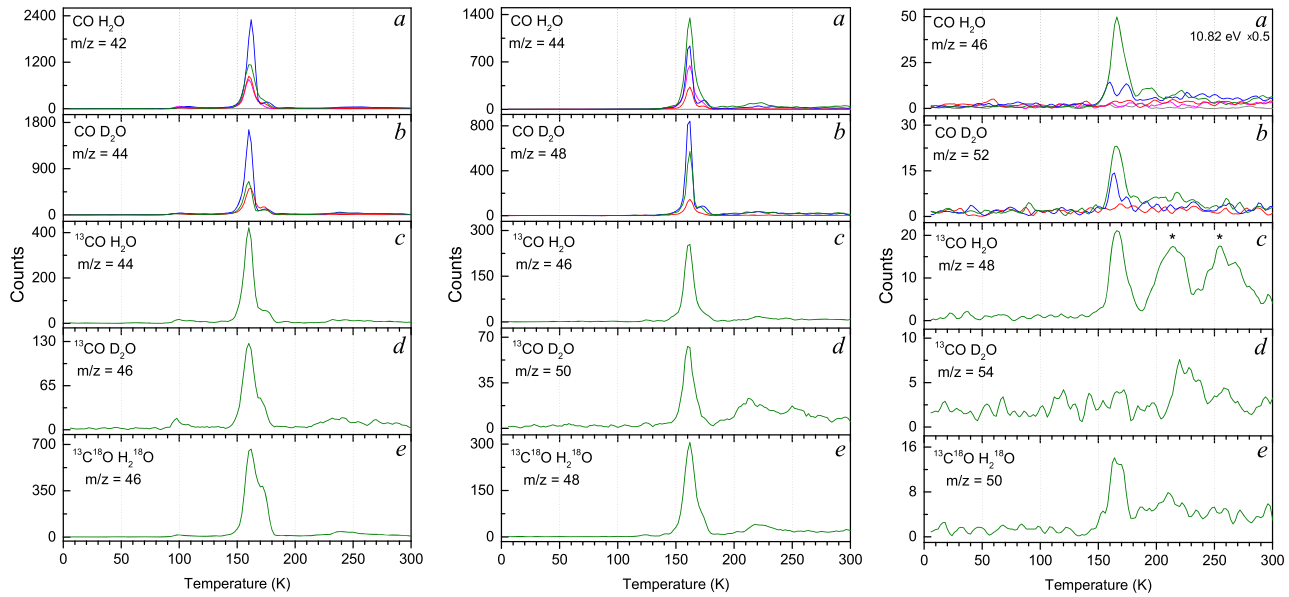 CO H₂O
m/z = 42
a
2400
1200
0
CO D₂O
m/z = 44
b
1800
900
0
¹³CO H₂O
m/z = 44
c
400
200
0
¹³CO D₂O
m/z = 46
d
130
65
0
¹³C¹⁸O H₂¹⁸O
m/z = 46
e
700
350
0
Counts
0 50 100 150 200 250 300
Temperature (K)
CO H₂O
m/z = 44
a
1400
700
0
CO D₂O
m/z = 48
b
800
400
0
¹³CO H₂O
m/z = 46
c
300
150
0
¹³CO D₂O
m/z = 50
d
70
35
0
¹³C¹⁸O H₂¹⁸O
m/z = 48
e
300
150
0
Counts
0 50 100 150 200 250 300
Temperature (K)
CO H₂O
m/z = 46
a
10.82 eV x0.5
50
25
0
CO D₂O
m/z = 52
b
30
15
0
¹³CO H₂O
m/z = 48
* *
c
20
10
0
¹³CO D₂O
m/z = 54
d
10
5
0
¹³C¹⁸O H₂¹⁸O
m/z = 50
e
16
8
0
Counts
0 50 100 150 200 250 300
Temperature (K)